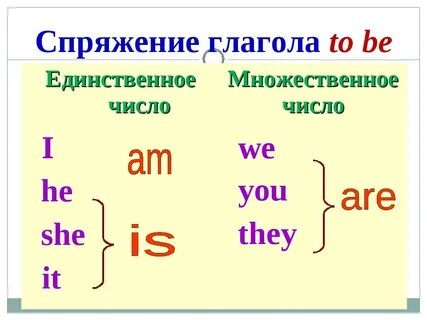 Спряжение глагола to be
Единственное число
Множественное число
I
am
he
she
it
is
we
you
they
are